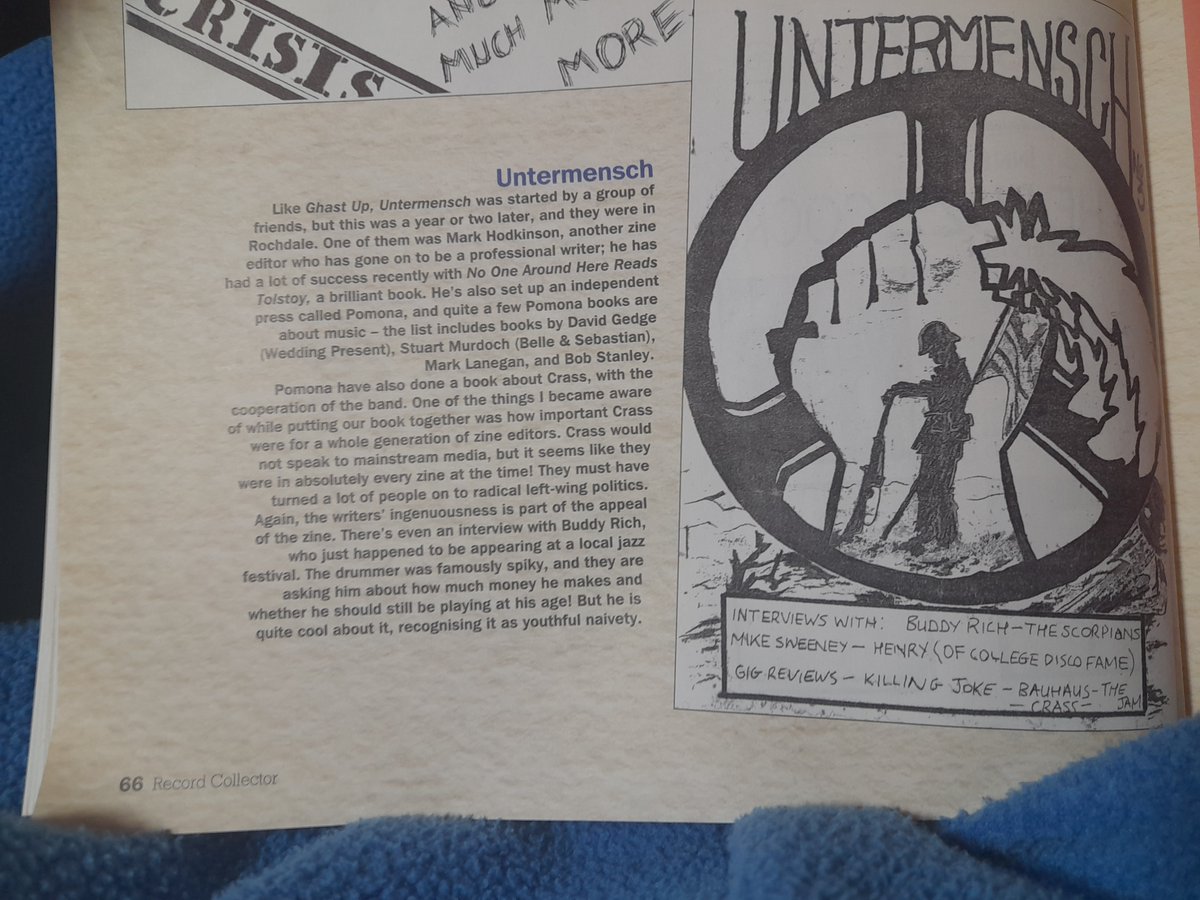 CRISIS
MUCH
MORE
UNTERMENSCH
Untermensch
Like Ghast Up, Untermensch was started by a group of
friends, but this was a year or two later, and they were in
Rochdale. One of them was Mark Hodkinson, another zine
editor who has gone on to be a professional writer; he has
had a lot of success recently with No One Around Here Reads
Tolstoy, a brilliant book. He's also set up an independent
press called Pomona, and quite a few Pomona books are
about music – the list includes books by David Gedge
(Wedding Present), Stuart Murdoch (Belle & Sebastian),
Mark Lanegan, and Bob Stanley.
Pomona have also done a book about Crass, with the
cooperation of the band. One of the things I became aware
of while putting our book together was how important Crass
were for a whole generation of zine editors. Crass would
not speak to mainstream media, but it seems like they
were in absolutely every zine at the time! They must have
turned a lot of people on to radical left-wing politics.
Again, the writers' ingenuousness is part of the appeal
of the zine. There's even an interview with Buddy Rich,
who just happened to be appearing at a local jazz
festival. The drummer was famously spiky, and they are
asking him about how much money he makes and
whether he should still be playing at his age! But he is
quite cool about it, recognising it as youthful naivety.
INTERVIEWS WITH: BUDDY RICH - THE SCORPIANS
MIKE SWEENEY - HENRY (OF COLLEGE DISCO FAME)
GIG REVIEWS - KILLING JOKE - BAUHAUS - THE JAM
- CRASS -
66 Record Collector